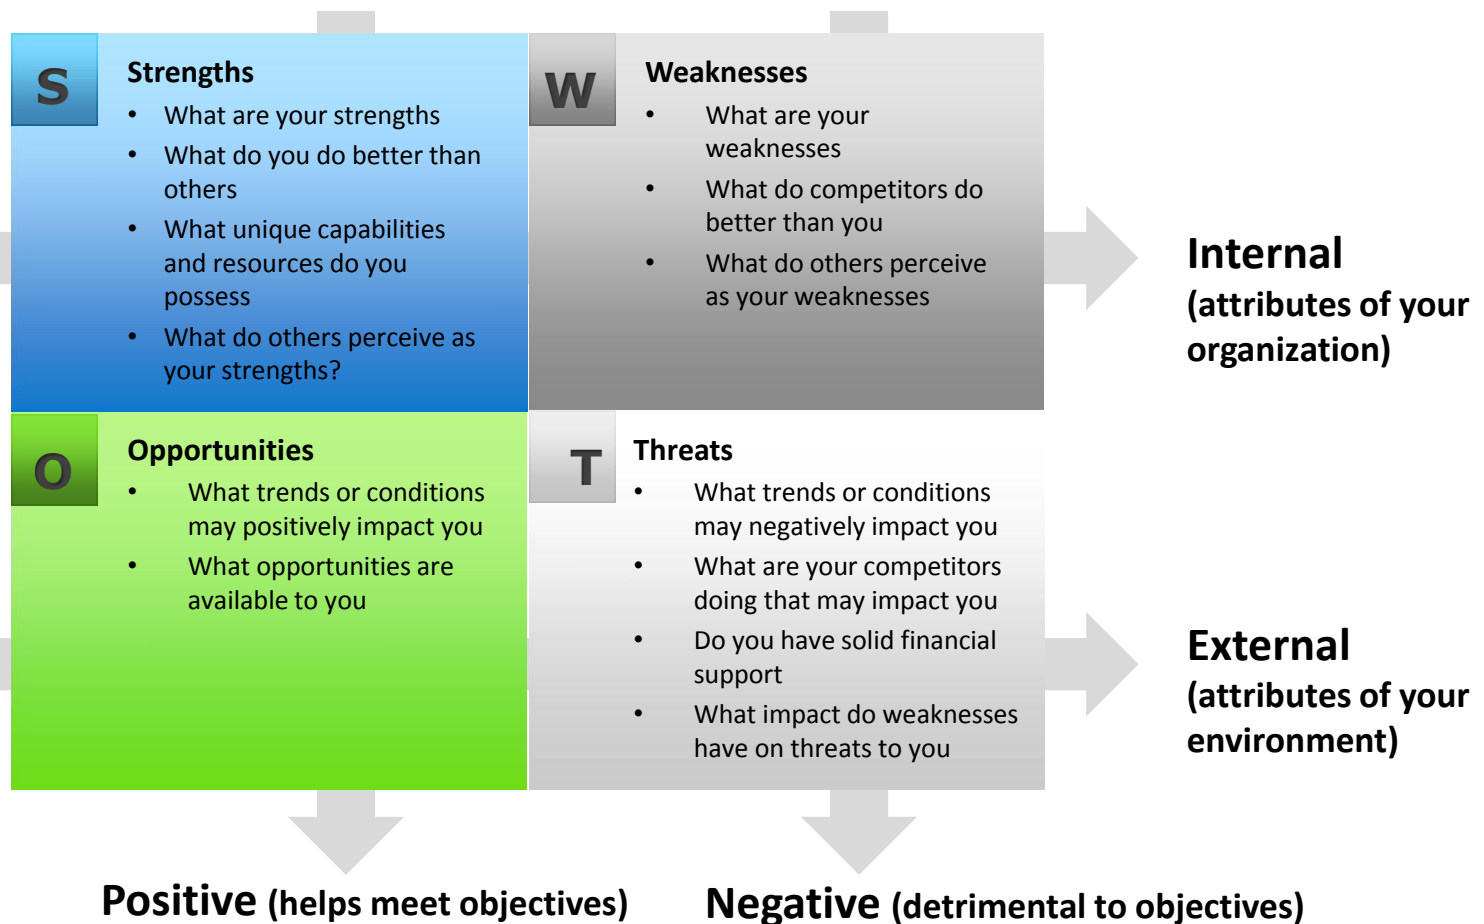 S
Strengths
• What are your strengths
• What do you do better than
others
• What unique capabilities
and resources do you
possess
• What do others perceive as
your strengths?
W
Weaknesses
• What are your
weaknesses
• What do competitors do
better than you
• What do others perceive
as your weaknesses
Internal
(attributes of your
organization)
O
Opportunities
• What trends or conditions
may positively impact you
• What opportunities are
available to you
T
Threats
• What trends or conditions
may negatively impact you
• What are your competitors
doing that may impact you
• Do you have solid financial
support
• What impact do weaknesses
have on threats to you
External
(attributes of your
environment)
Positive (helps meet objectives)
Negative (detrimental to objectives)